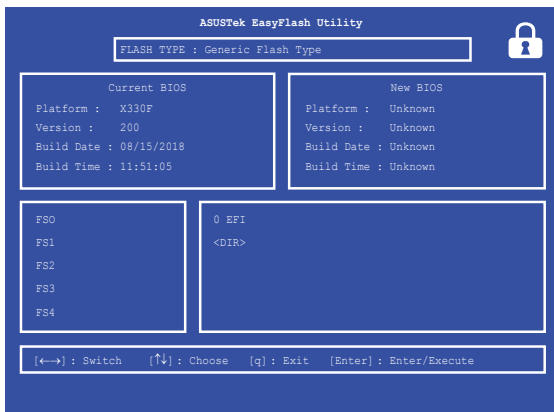 ASUSTek EasyFlash Utility
FLASH TYPE : Generic Flash Type
Current BIOS
Platform : X330F
Version : 200
Build Date : 08/15/2018
Build Time : 11:51:05
New BIOS
Platform : Unknown
Version : Unknown
Build Date : Unknown
Build Time : Unknown
FS0
FS1
FS2
FS3
FS4
0 EFI
<DIR>
[←→] : Switch [↑↓] : Choose [q] : Exit [Enter] : Enter/Execute